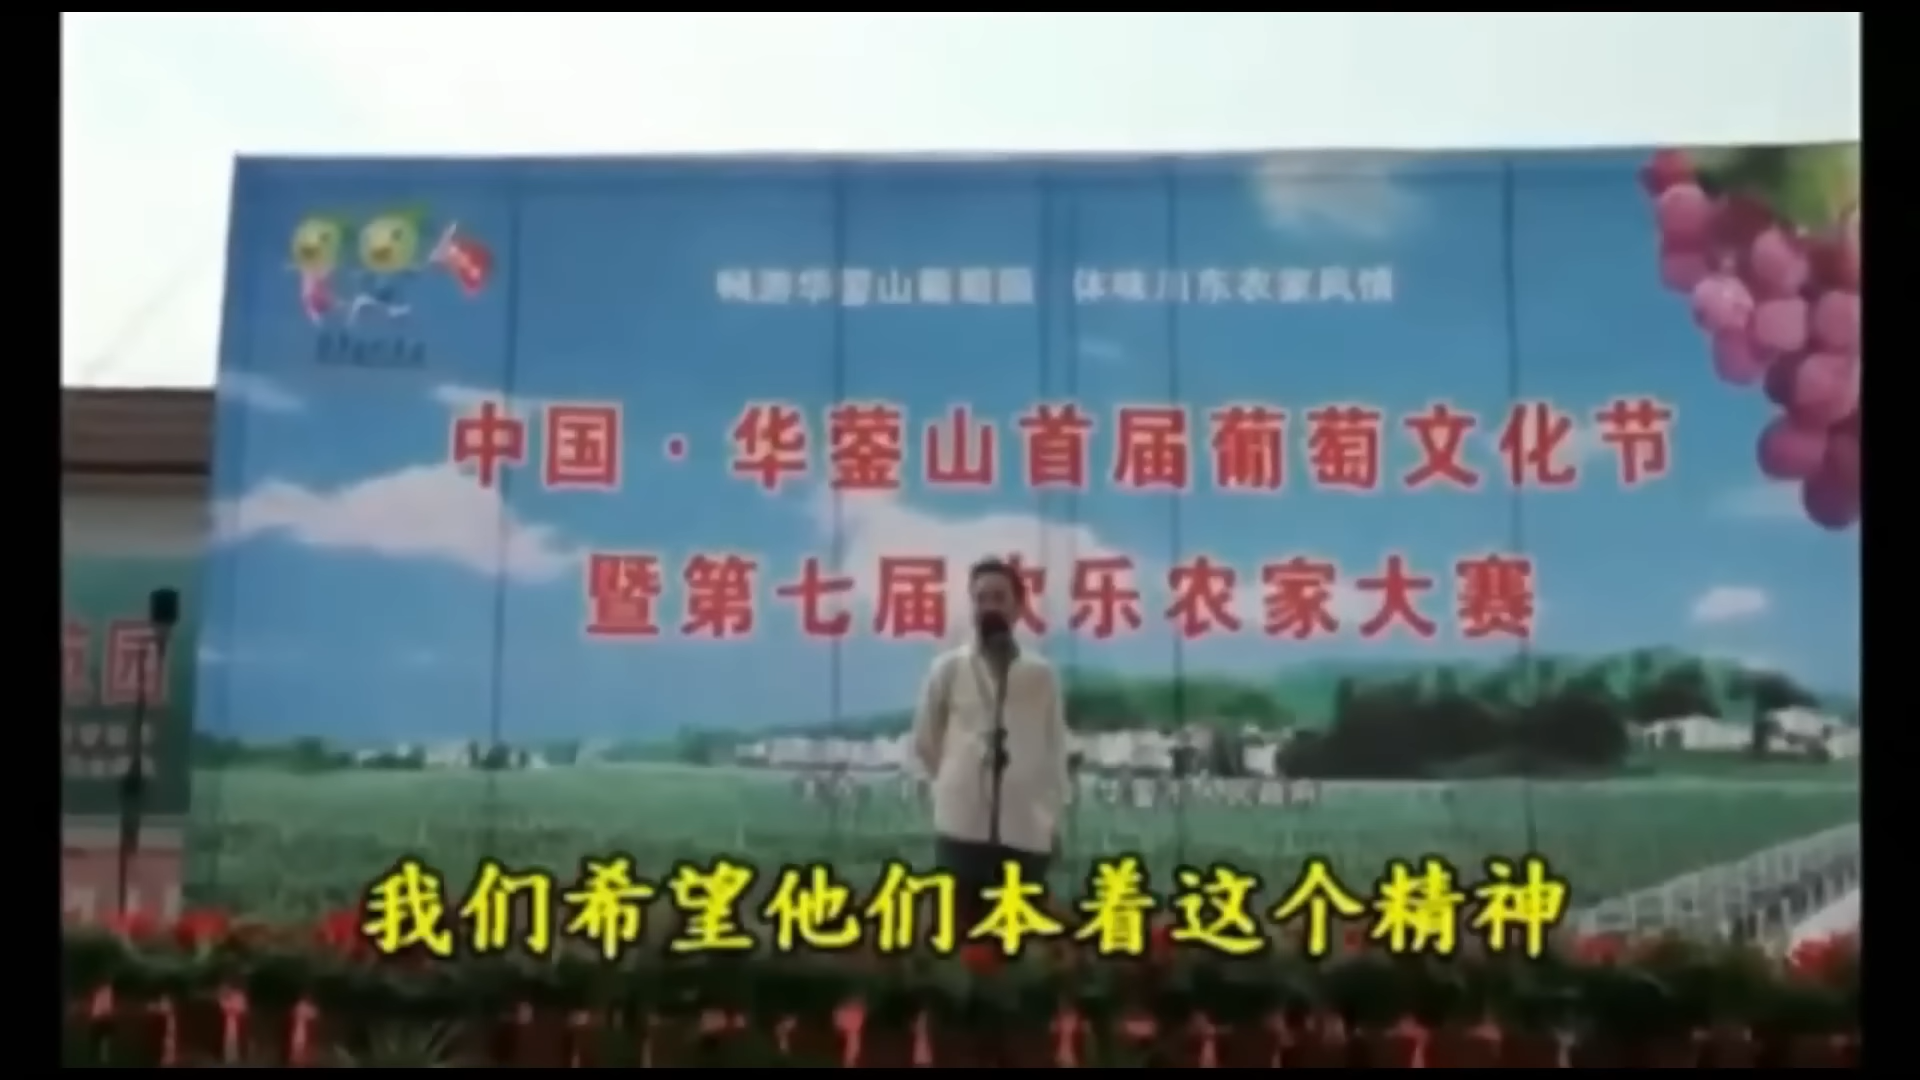 畅游华蓥山葡萄园 体味川东农家风情
中国·华蓥山首届葡萄文化节
暨第七届欢乐农家大赛
园
我们希望他们本着这个精神